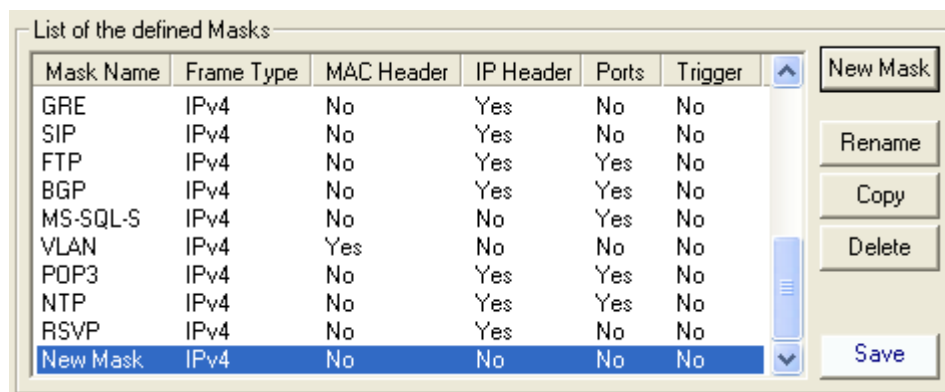 List of the defined Masks
Mask Name Frame Type MAC Header IP Header Ports Trigger
GRE IPv4 No Yes No No
SIP IPv4 No Yes No No
FTP IPv4 No Yes Yes No
BGP IPv4 No Yes Yes No
MS-SQL-S IPv4 No No Yes No
VLAN IPv4 Yes No No No
POP3 IPv4 No Yes Yes No
NTP IPv4 No Yes Yes No
RSVP IPv4 No Yes No No
New Mask IPv4 No No No No
New Mask
Rename
Copy
Delete
Save